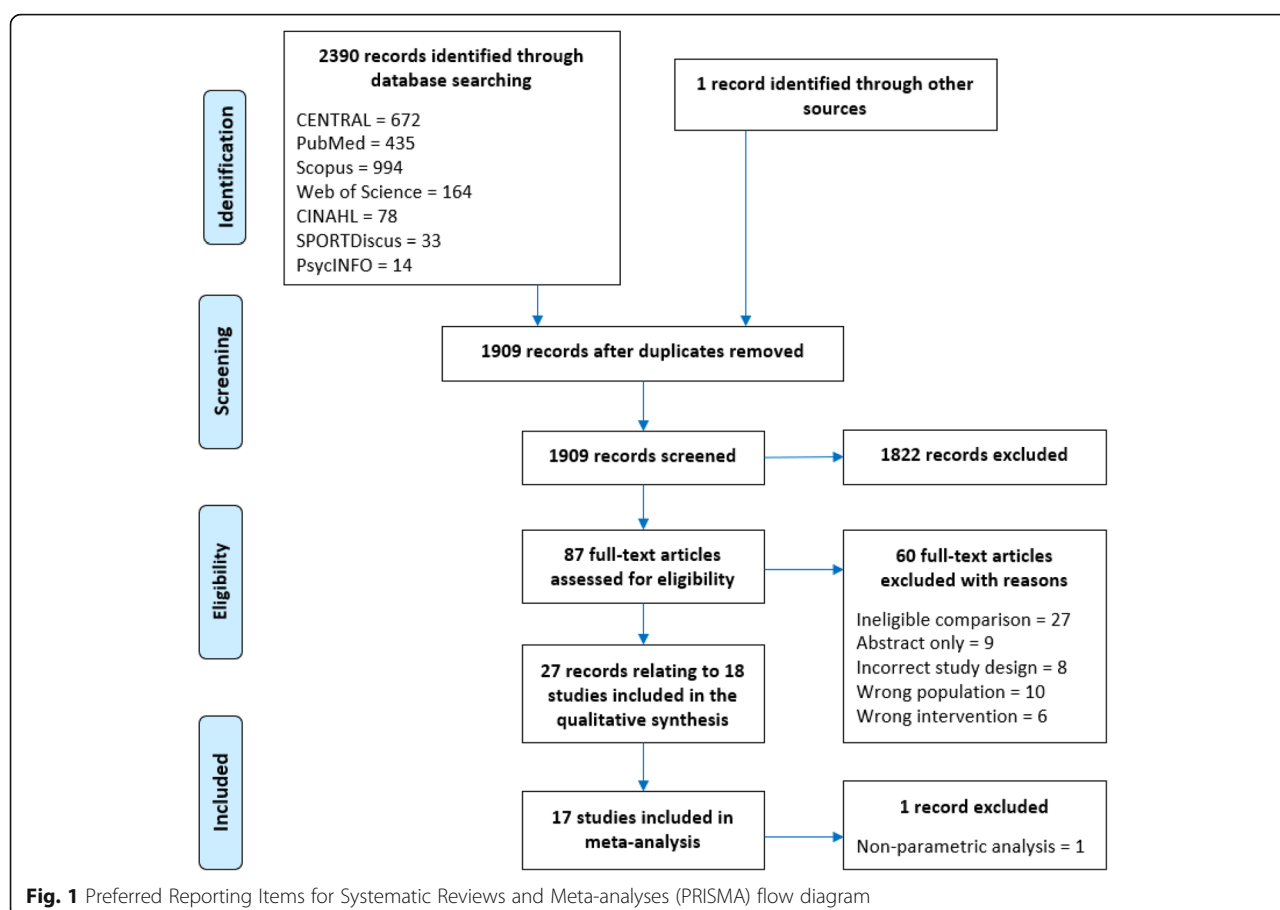 2390 records identified through
database searching
CENTRAL = 672
PubMed = 435
Scopus = 994
Web of Science = 164
CINAHL = 78
SPORTDiscus = 33
PsycINFO = 14
1 record identified through other
sources
Identification
1909 records after duplicates removed
Screening
1909 records screened
1822 records excluded
Eligibility
87 full-text articles
assessed for eligibility
60 full-text articles
excluded with reasons
Ineligible comparison = 27
Abstract only = 9
Incorrect study design = 8
Wrong population = 10
Wrong intervention = 6
27 records relating to 18
studies included in the
qualitative synthesis
Included
17 studies included in
meta-analysis
1 record excluded
Non-parametric analysis = 1
Fig. 1 Preferred Reporting Items for Systematic Reviews and Meta-analyses (PRISMA) flow diagram